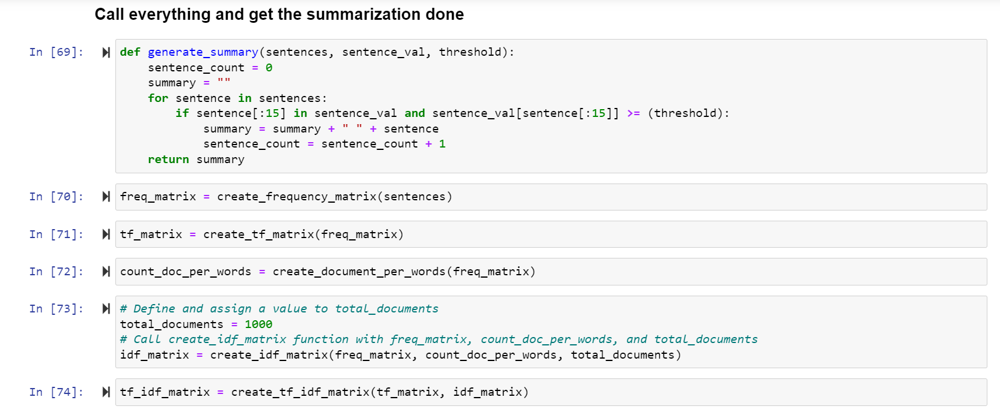 Call everything and get the summarization done
In [69]: def generate_summary(sentences, sentence_val, threshold):
    sentence_count = 0
    summary = ""
    for sentence in sentences:
        if sentence[:15] in sentence_val and sentence_val[sentence[:15]] >= (threshold):
            summary = summary + " " + sentence
            sentence_count = sentence_count + 1
    return summary
In [70]: freq_matrix = create_frequency_matrix(sentences)
In [71]: tf_matrix = create_tf_matrix(freq_matrix)
In [72]: count_doc_per_words = create_document_per_words(freq_matrix)
In [73]: # Define and assign a value to total_documents
total_documents = 1000
# Call create_idf_matrix function with freq_matrix, count_doc_per_words, and total_documents
idf_matrix = create_idf_matrix(freq_matrix, count_doc_per_words, total_documents)
In [74]: tf_idf_matrix = create_tf_idf_matrix(tf_matrix, idf_matrix)